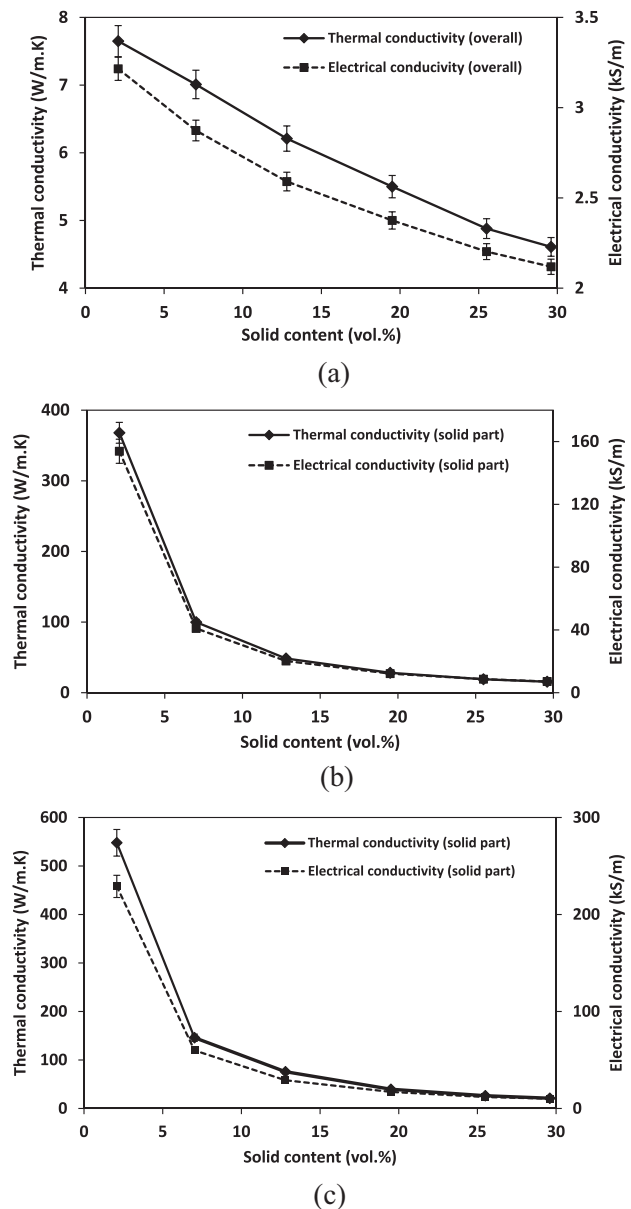 8
7
6
5
4
Thermal conductivity (W/m.K)
Thermal conductivity (overall)
Electrical conducivity (overall)
3.5
3
2.5
2
Electrical conductivity (kS/m)
0 5 10 15 20 25 30
Solid content (vol.%)
(a)
400
300
200
100
0
Thermal conductivity (W/m.K)
Thermal conductivity (solid part)
Electrical conductivity (solid part)
160
120
80
40
0
Electrical conductivity (kS/m)
0 5 10 15 20 25 30
Solid content (vol.%)
(b)
600
500
400
300
200
100
0
Thermal conductivity (W/m.K)
Thermal conductivity (solid part)
Electrical conductivity (solid part)
300
200
100
0
Electrical conductivity (kS/m)
0 5 10 15 20 25 30
Solid content (vol.%)
(c)